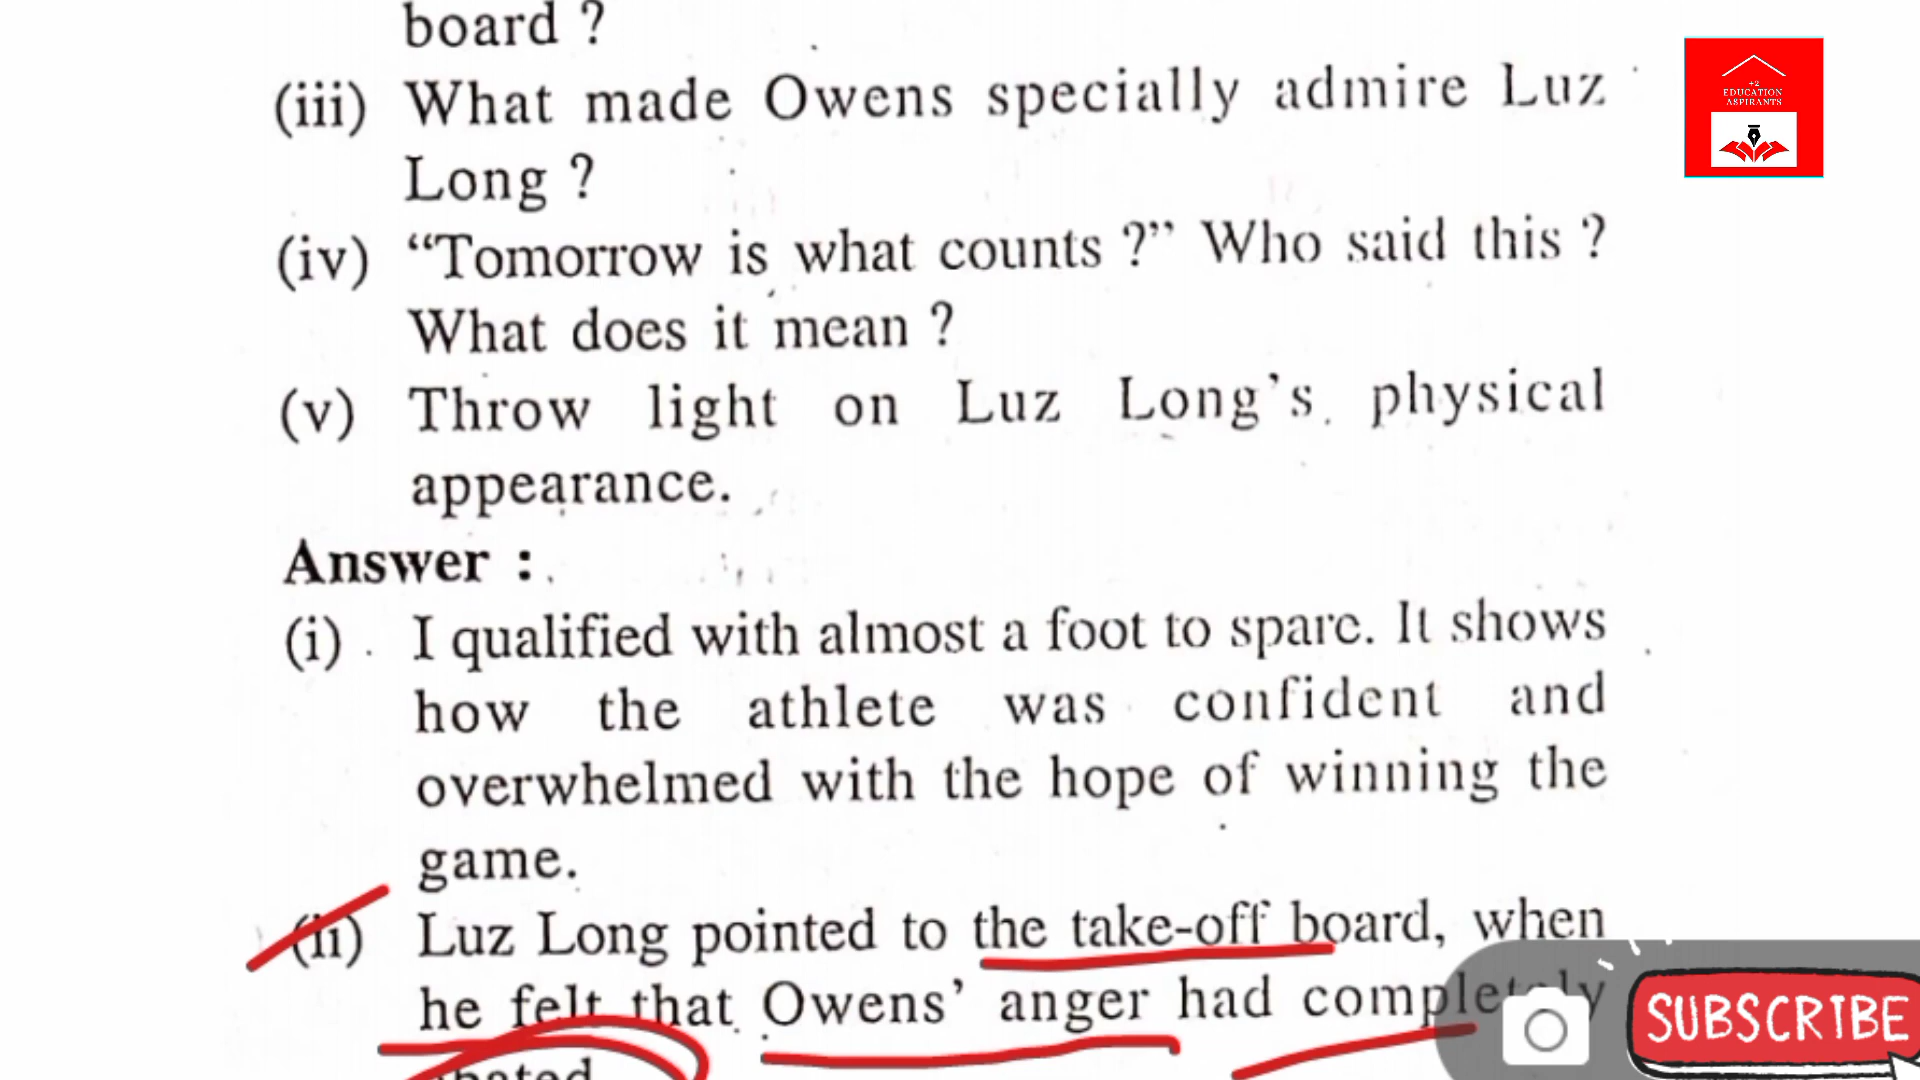 board ?
(iii) What made Owens specially admire Luz
Long ?
(iv) “Tomorrow is what counts ?” Who said this ?
What does it mean ?
(v) Throw light on Luz Long’s physical
appearance.
Answer :
(i) I qualified with almost a foot to spare. It shows
how the athlete was confident and
overwhelmed with the hope of winning the
game.
(ii) Luz Long pointed to the take-off board, when
he felt that Owens’ anger had completely
+2
EDUCATION
ASPIRANTS
SUBSCRIBE